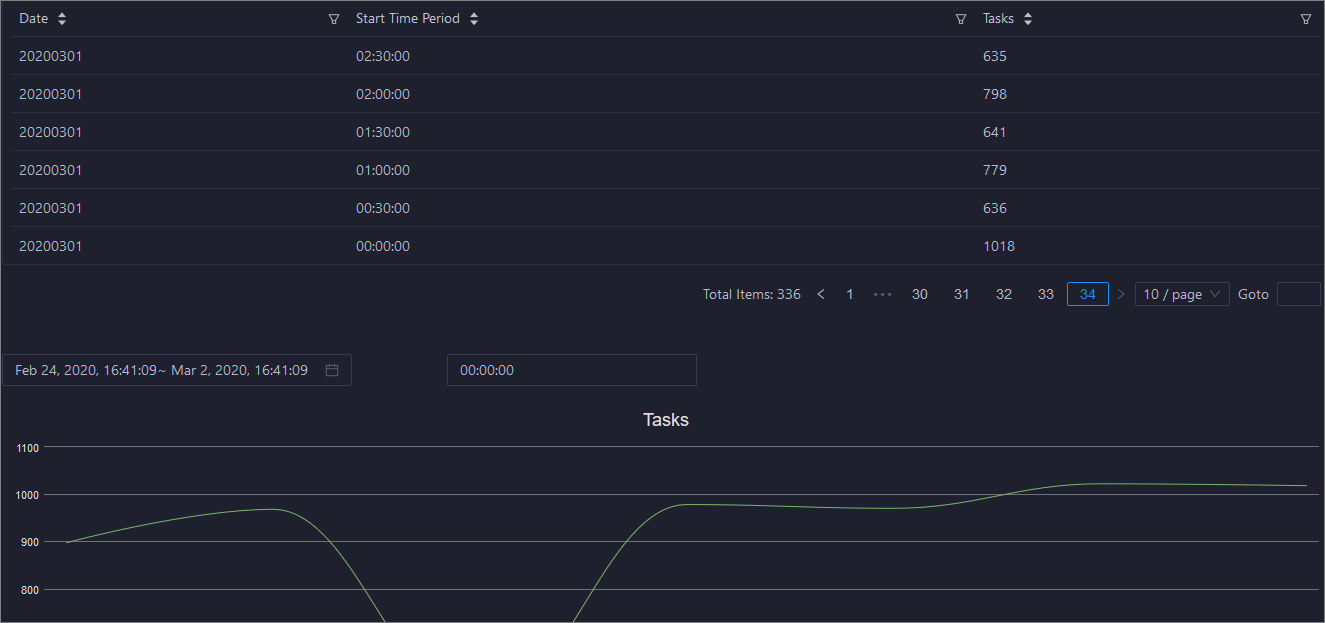 Date Start Time Period Tasks
20200301 02:30:00 635
20200301 02:00:00 798
20200301 01:30:00 641
20200301 01:00:00 779
20200301 00:30:00 636
20200301 00:00:00 1018
Total Items: 336 < 1 ••• 30 31 32 33 34 > 10 / page Goto
Feb 24, 2020, 16:41:09~ Mar 2, 2020, 16:41:09 00:00:00
Tasks
1100
1000
900
800